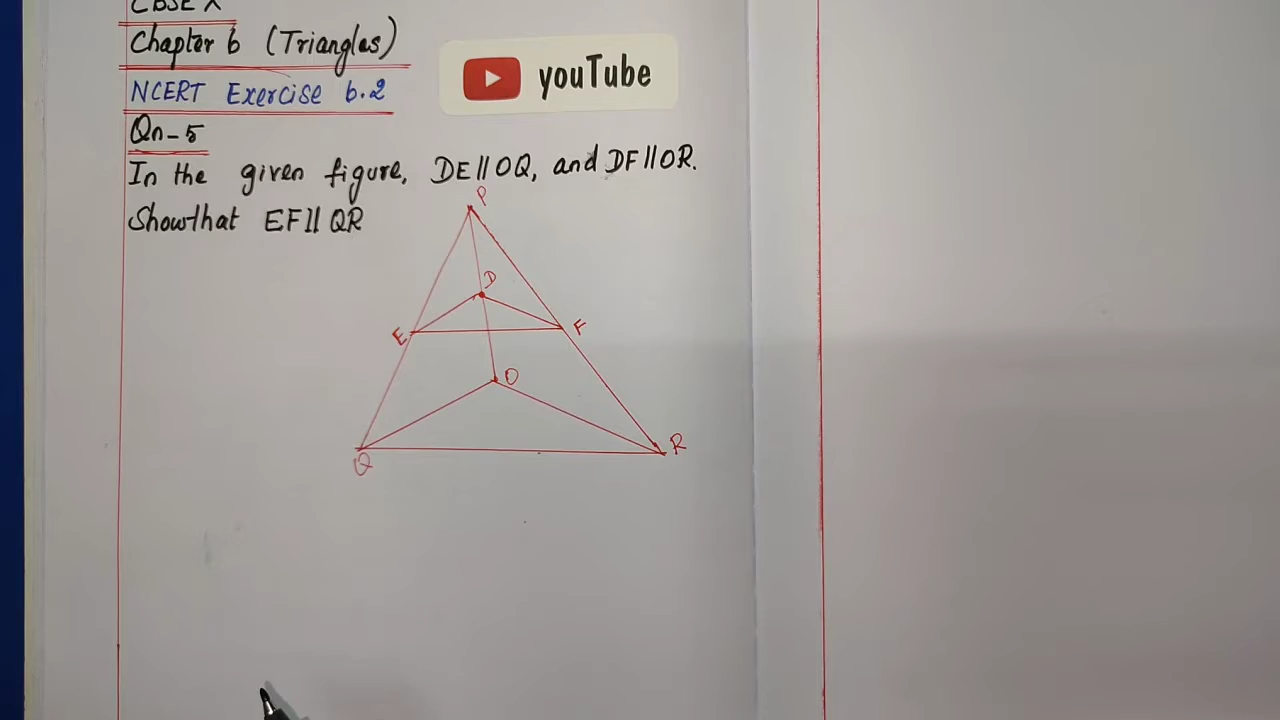 CBSE X
Chapter 6 (Triangles)
youTube
NCERT Exercise 6.2
Qn-5
In the given figure, DE||OQ, and DF||OR.
Show that EF|| QR
P
D
E
F
O
Q
R